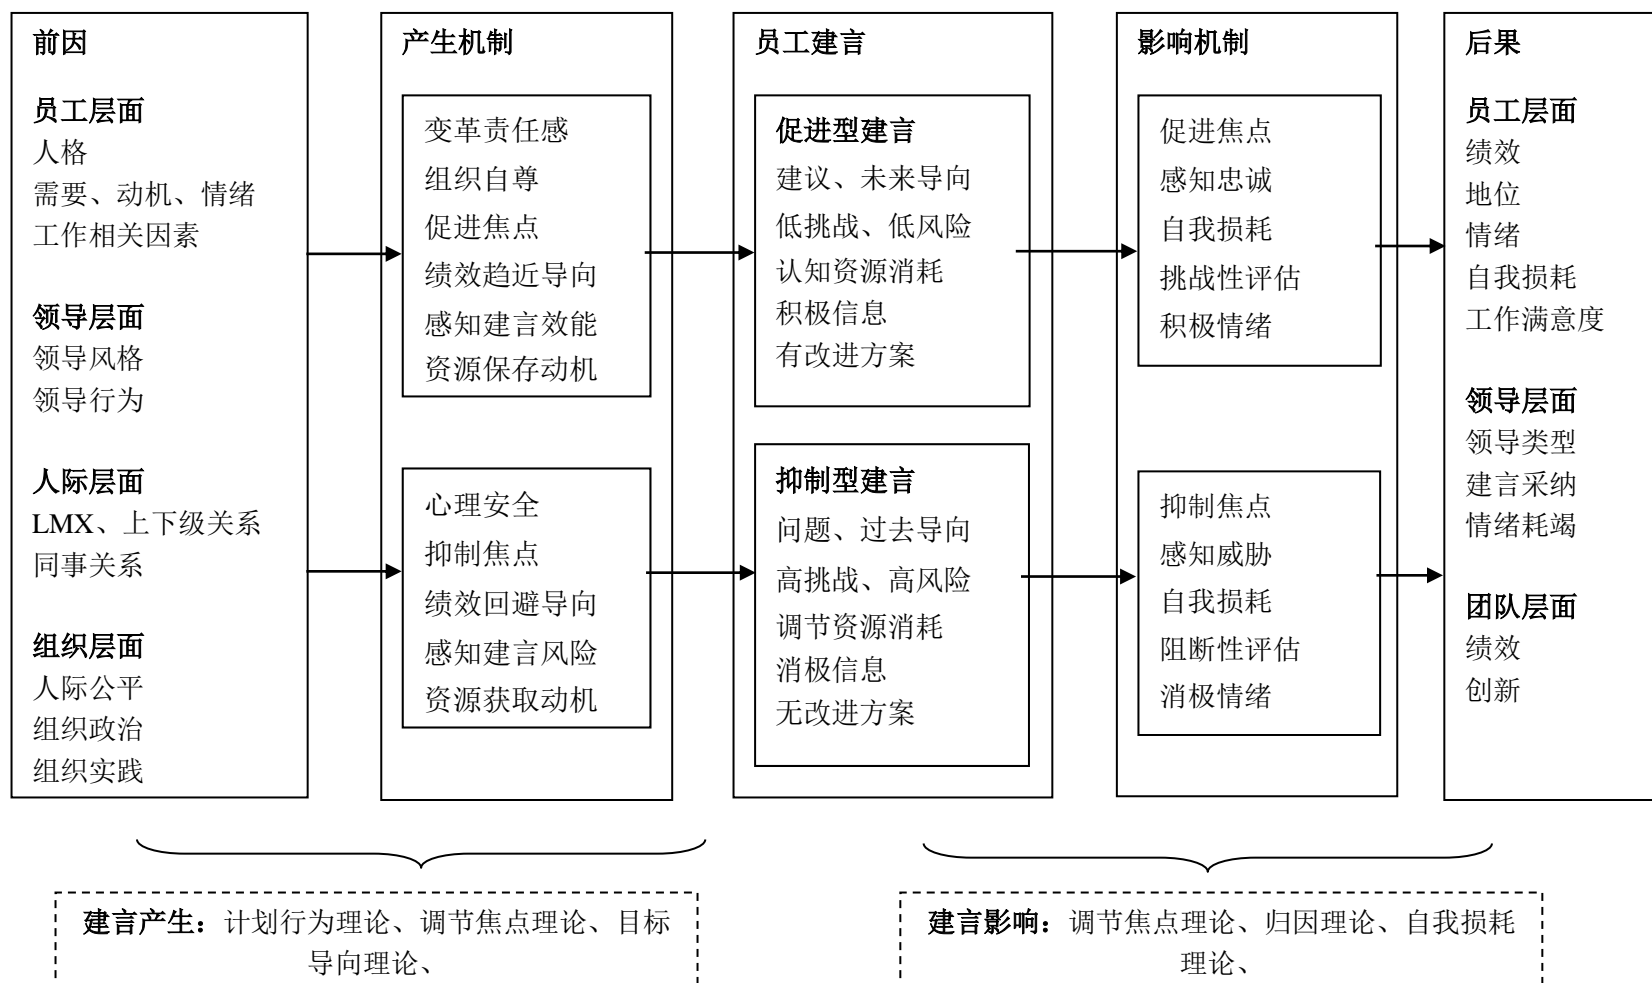 前因
员工层面
人格
需要、动机、情绪
工作相关因素
领导层面
领导风格
领导行为
人际层面
LMX、上下级关系
同事关系
组织层面
人际公平
组织政治
组织实践
产生机制
变革责任感
组织自尊
促进焦点
绩效趋近导向
感知建言效能
资源保存动机
心理安全
抑制焦点
绩效回避导向
感知建言风险
资源获取动机
员工建言
促进型建言
建议、未来导向
低挑战、低风险
认知资源消耗
积极信息
有改进方案
抑制型建言
问题、过去导向
高挑战、高风险
调节资源消耗
消极信息
无改进方案
影响机制
促进焦点
感知忠诚
自我损耗
挑战性评估
积极情绪
抑制焦点
感知威胁
自我损耗
阻断性评估
消极情绪
后果
员工层面
绩效
地位
情绪
自我损耗
工作满意度
领导层面
领导类型
建言采纳
情绪耗竭
团队层面
绩效
创新
建言产生：计划行为理论、调节焦点理论、目标
导向理论、
建言影响：调节焦点理论、归因理论、自我损耗
理论、